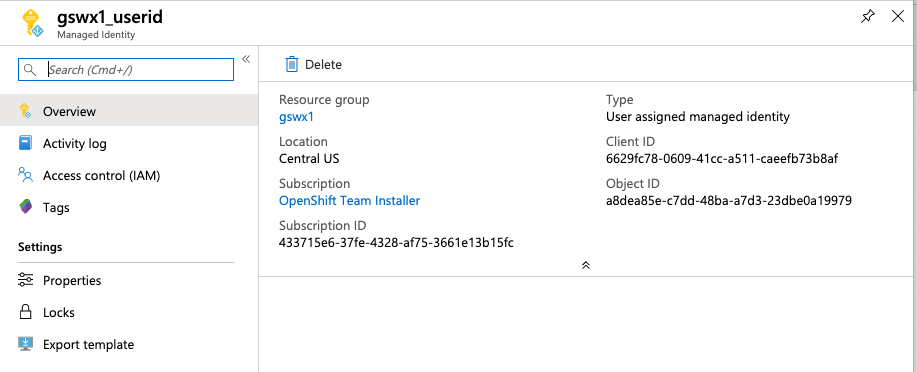 gswx1_userid
Managed Identity
Search (Cmd+/)
Overview
Activity log
Access control (IAM)
Tags
Settings
Properties
Locks
Export template
Delete
Resource group
gswx1
Location
Central US
Subscription
OpenShift Team Installer
Subscription ID
433715e6-37fe-4328-af75-3661e13b15fc
Type
User assigned managed identity
Client ID
6629fc78-0609-41cc-a511-caeefb73b8af
Object ID
a8dea85e-c7dd-48ba-a7d3-23dbe0a19979